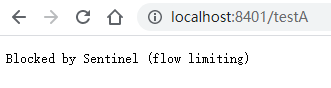 localhost:8401/testA
Blocked by Sentinel (flow limiting)